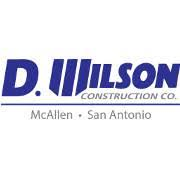 D. WILSON
CONSTRUCTION CO.
McAllen • San Antonio